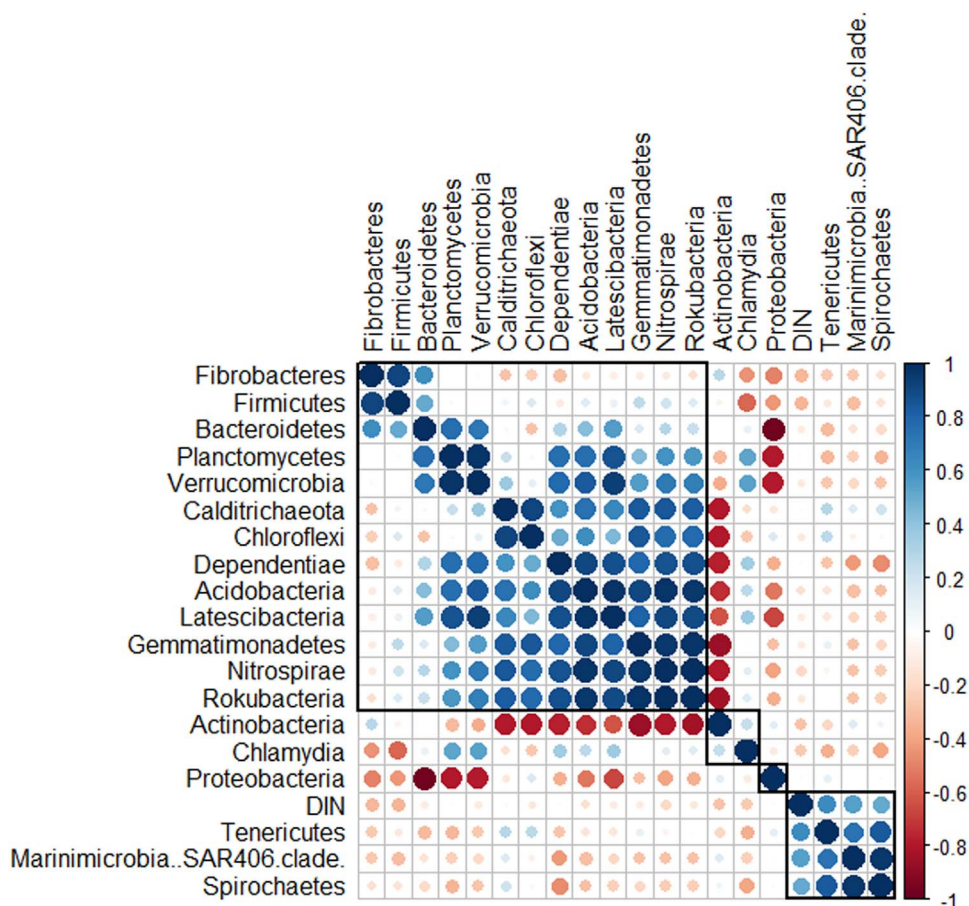 Fibrobacteres
Firmicutes
Bacteroidetes
Planctomycetes
Verrucomicrobia
Calditrichaeota
Chloroflexi
Dependentiae
Acidobacteria
Latescibacteria
Gemmatimonadetes
Nitrospirae
Rokubacteria
Actinobacteria
Chlamydia
Proteobacteria
DIN
Tenericutes
Marinimicrobia..SAR406.clade.
Spirochaetes
Fibrobacteres
Firmicutes
Bacteroidetes
Planctomycetes
Verrucomicrobia
Calditrichaeota
Chloroflexi
Dependentiae
Acidobacteria
Latescibacteria
Gemmatimonadetes
Nitrospirae
Rokubacteria
Actinobacteria
Chlamydia
Proteobacteria
DIN
Tenericutes
Marinimicrobia..SAR406.clade.
Spirochaetes
1
0.8
0.6
0.4
0.2
0
-0.2
-0.4
-0.6
-0.8
-1